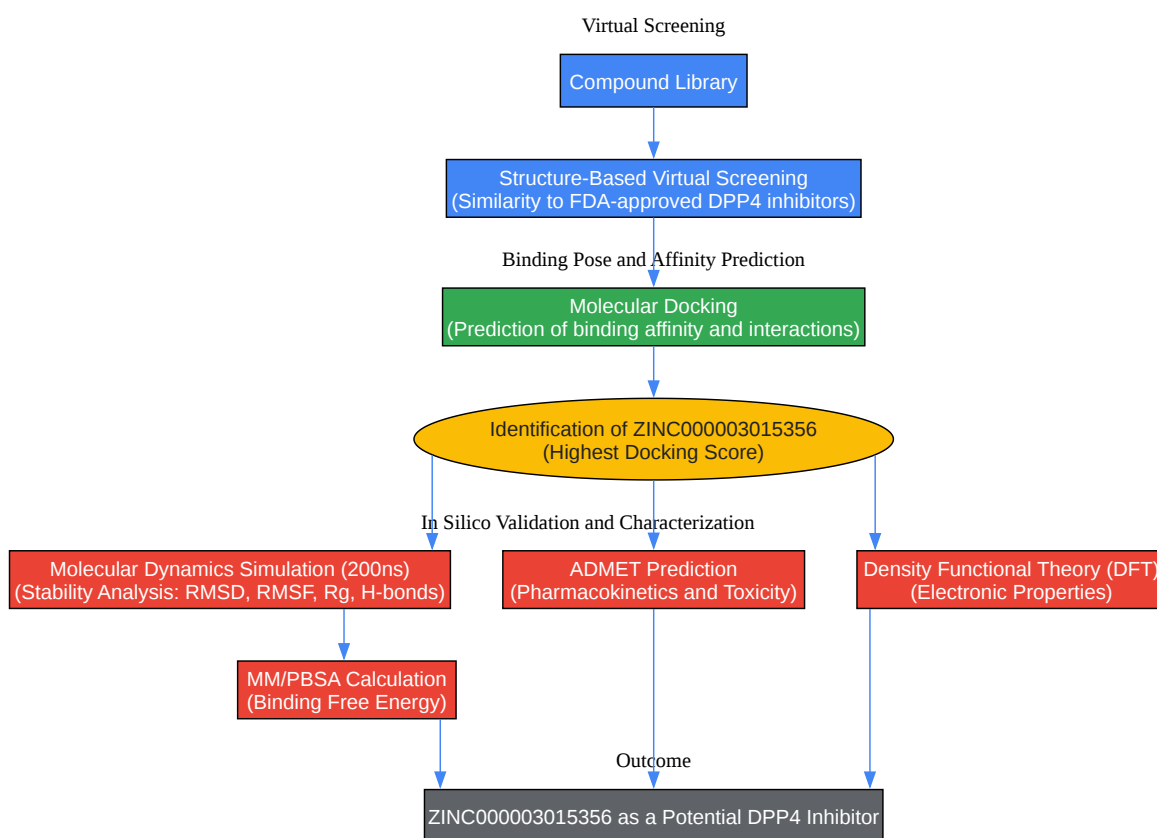 Virtual Screening
Compound Library
Structure-Based Virtual Screening
(Similarity to FDA-approved DPP4 inhibitors)
Binding Pose and Affinity Prediction
Molecular Docking
(Prediction of binding affinity and interactions)
Identification of ZINC000003015356
(Highest Docking Score)
In Silico Validation and Characterization
Molecular Dynamics Simulation (200ns)
(Stability Analysis: RMSD, RMSF, Rg, H-bonds)
ADMET Prediction
(Pharmacokinetics and Toxicity)
Density Functional Theory (DFT)
(Electronic Properties)
MM/PBSA Calculation
(Binding Free Energy)
Outcome
ZINC000003015356 as a Potential DPP4 Inhibitor